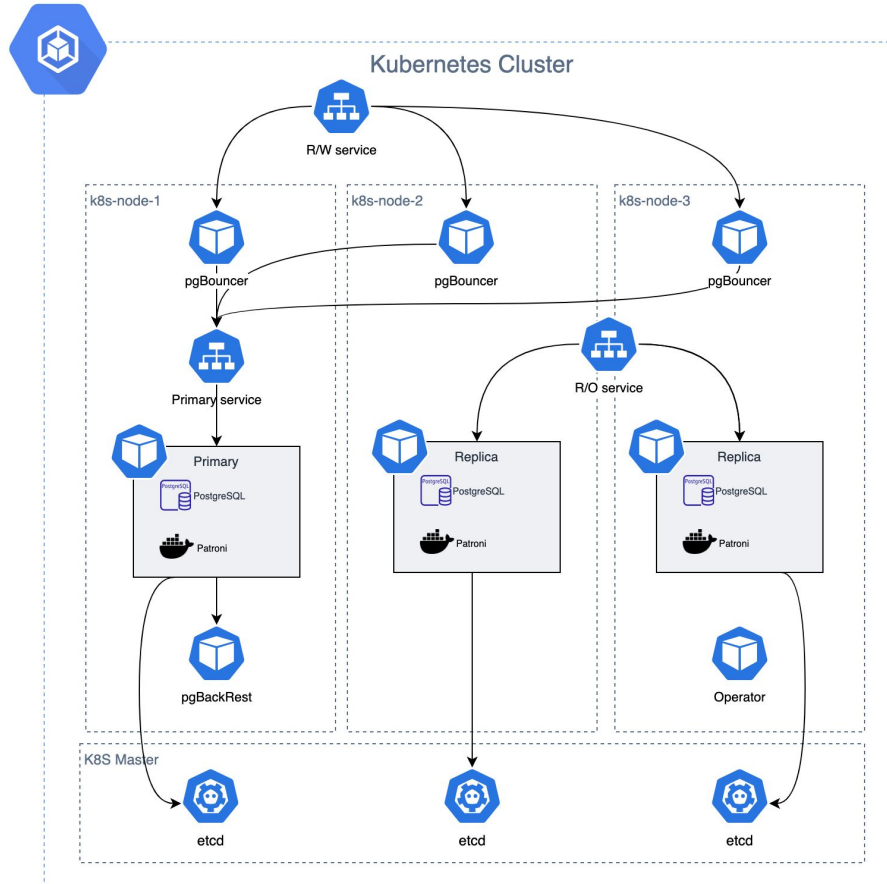 Kubernetes Cluster
R/W service
k8s-node-1
k8s-node-2
k8s-node-3
pgBouncer
pgBouncer
pgBouncer
Primary service
R/O service
Primary
PostgreSQL
PostgreSQL
Patroni
Replica
PostgreSQL
PostgreSQL
Patroni
Replica
PostgreSQL
PostgreSQL
Patroni
pgBackRest
Operator
K8S Master
etcd
etcd
etcd